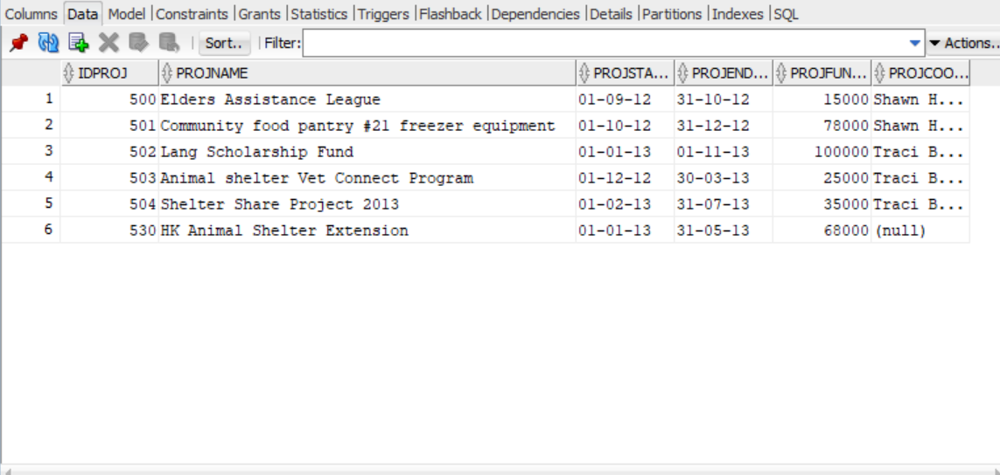 Columns Data Model |Constraints |Grants |Statistics |Triggers |Flashback |Dependencies |Details |Partitions |Indexes |SQL
Sort.. Filter: Actions..
IDPROJ PROJNAME PROJSTA... PROJEND... PROJFUN... PROJCOO...
1 500 Elders Assistance League 01-09-12 31-10-12 15000 Shawn H...
2 501 Community food pantry #21 freezer equipment 01-10-12 31-12-12 78000 Shawn H...
3 502 Lang Scholarship Fund 01-01-13 01-11-13 100000 Traci B...
4 503 Animal shelter Vet Connect Program 01-12-12 30-03-13 25000 Traci B...
5 504 Shelter Share Project 2013 01-02-13 31-07-13 35000 Traci B...
6 530 HK Animal Shelter Extension 01-01-13 31-05-13 68000 (null)